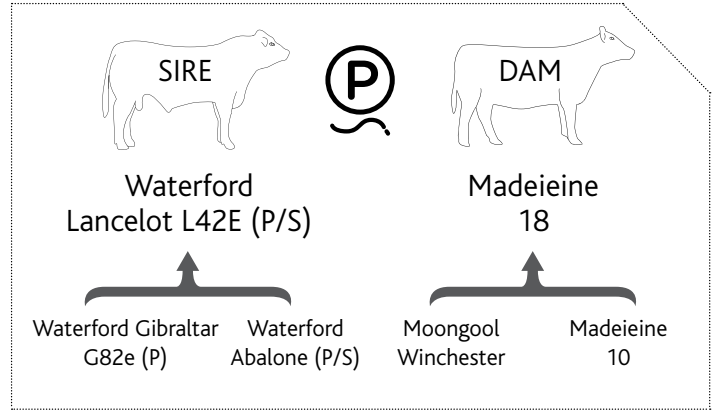 SIRE
P
DAM
Waterford
Lancelot L42E (P/S)
Madeieine
18
Waterford Gibraltar
G82e (P)
Waterford
Abalone (P/S)
Moongool
Winchester
Madeieine
10